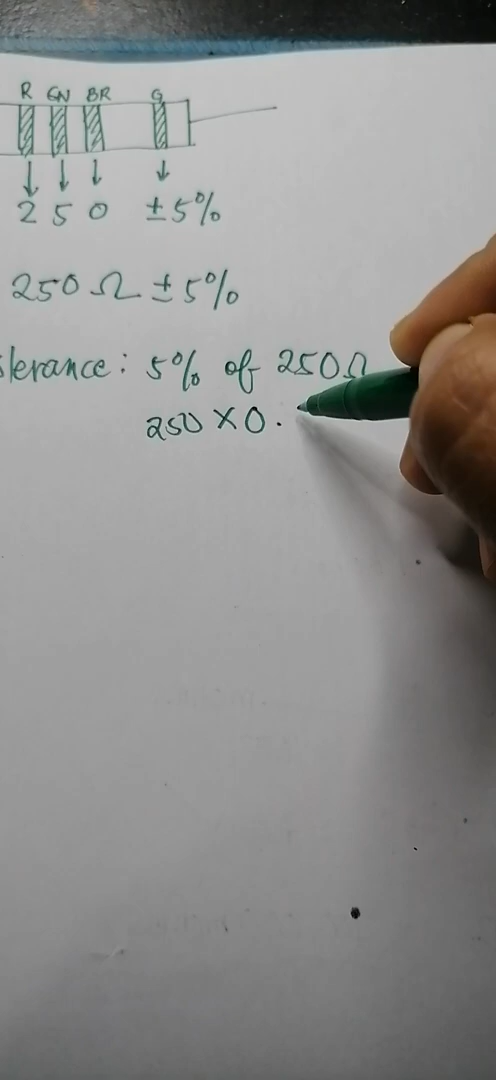 R GN BR G
2 5 0 ±5%
250 Ω ±5%
lerance: 5% of 250Ω
250 × 0.